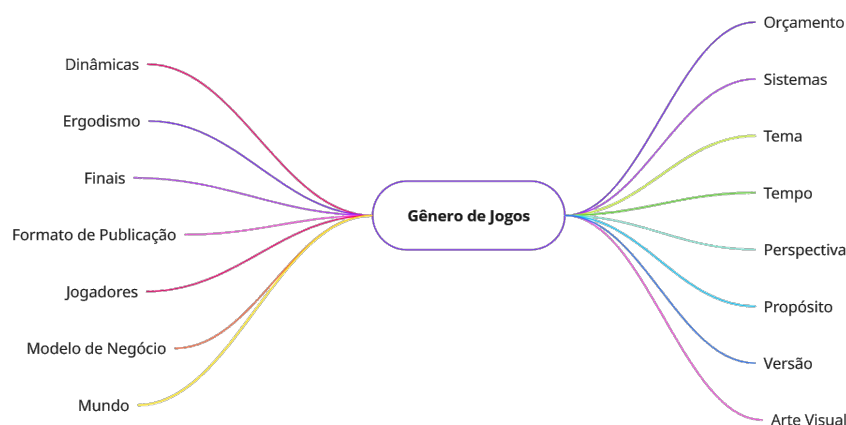 Gênero de Jogos
Dinâmicas
Ergodismo
Finais
Formato de Publicação
Jogadores
Modelo de Negócio
Mundo
Orçamento
Sistemas
Tema
Tempo
Perspectiva
Propósito
Versão
Arte Visual